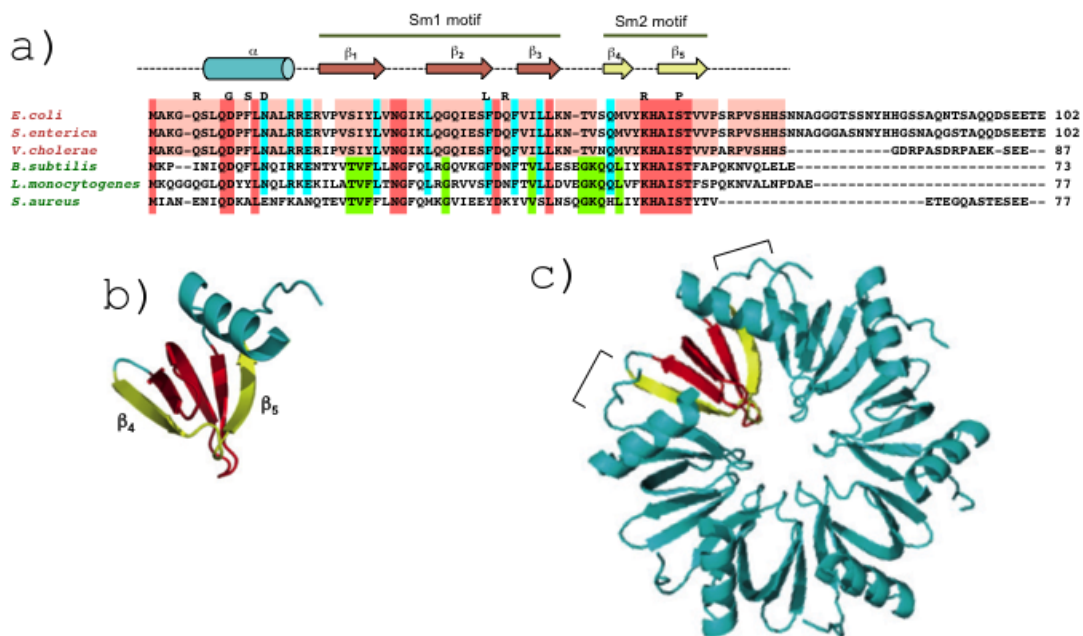 Sm1 motif Sm2 motif
a)
α β1 β2 β3 β4 β5
R G S D L R R P
E.coli MAKG-QSLQDPFLNALRRERVPVSIYLVNGIKLQGQIESFDQFVILLKN-TVSQMVYKHAISTVVPSRPVSHHSNNAGGGTSSNYHHGSSAQNTSAQQDSEETE 102
S.enterica MAKG-QSLQDPFLNALRRERVPVSIYLVNGIKLQGQIESFDQFVILLKN-TVSQMVYKHAISTVVPSRPVSHHSNNAGGGASNNYHHGSNAQGSTAQQDSEETE 102
V.cholerae MAKG-QSLQDPFLNALRRERIPVSIYLVNGIKLQGQIESFDQFVILLKN-TVNQMVYKHAISTVVPSRPVSHHS------------GDRPASDRPAEK-SEE-- 87
B.subtilis MKP--INIQDQFLNQIRKENTYVTVFLLNGFQLRGQVKGFDNFTVLLESEGKQQLIYKHAISTFAPQKNVQLELE----------------------------- 73
L.monocytogenes MKQGGQGLQDYYLNQLRKEKILATVFLTNGFQLRGRVVSFDNFTVLLDVEGKQQLVFKHAISTFSPQKNVALNPDAE--------------------------- 77
S.aureus MIAN-ENIQDKALENFKANQTEVTVFFLNGFQMKGVIEEYDKYVVSLNSQGKQHLIYKHAISTYTV------------------------ETEGQASTESEE-- 77
b)
c)
β4
β5